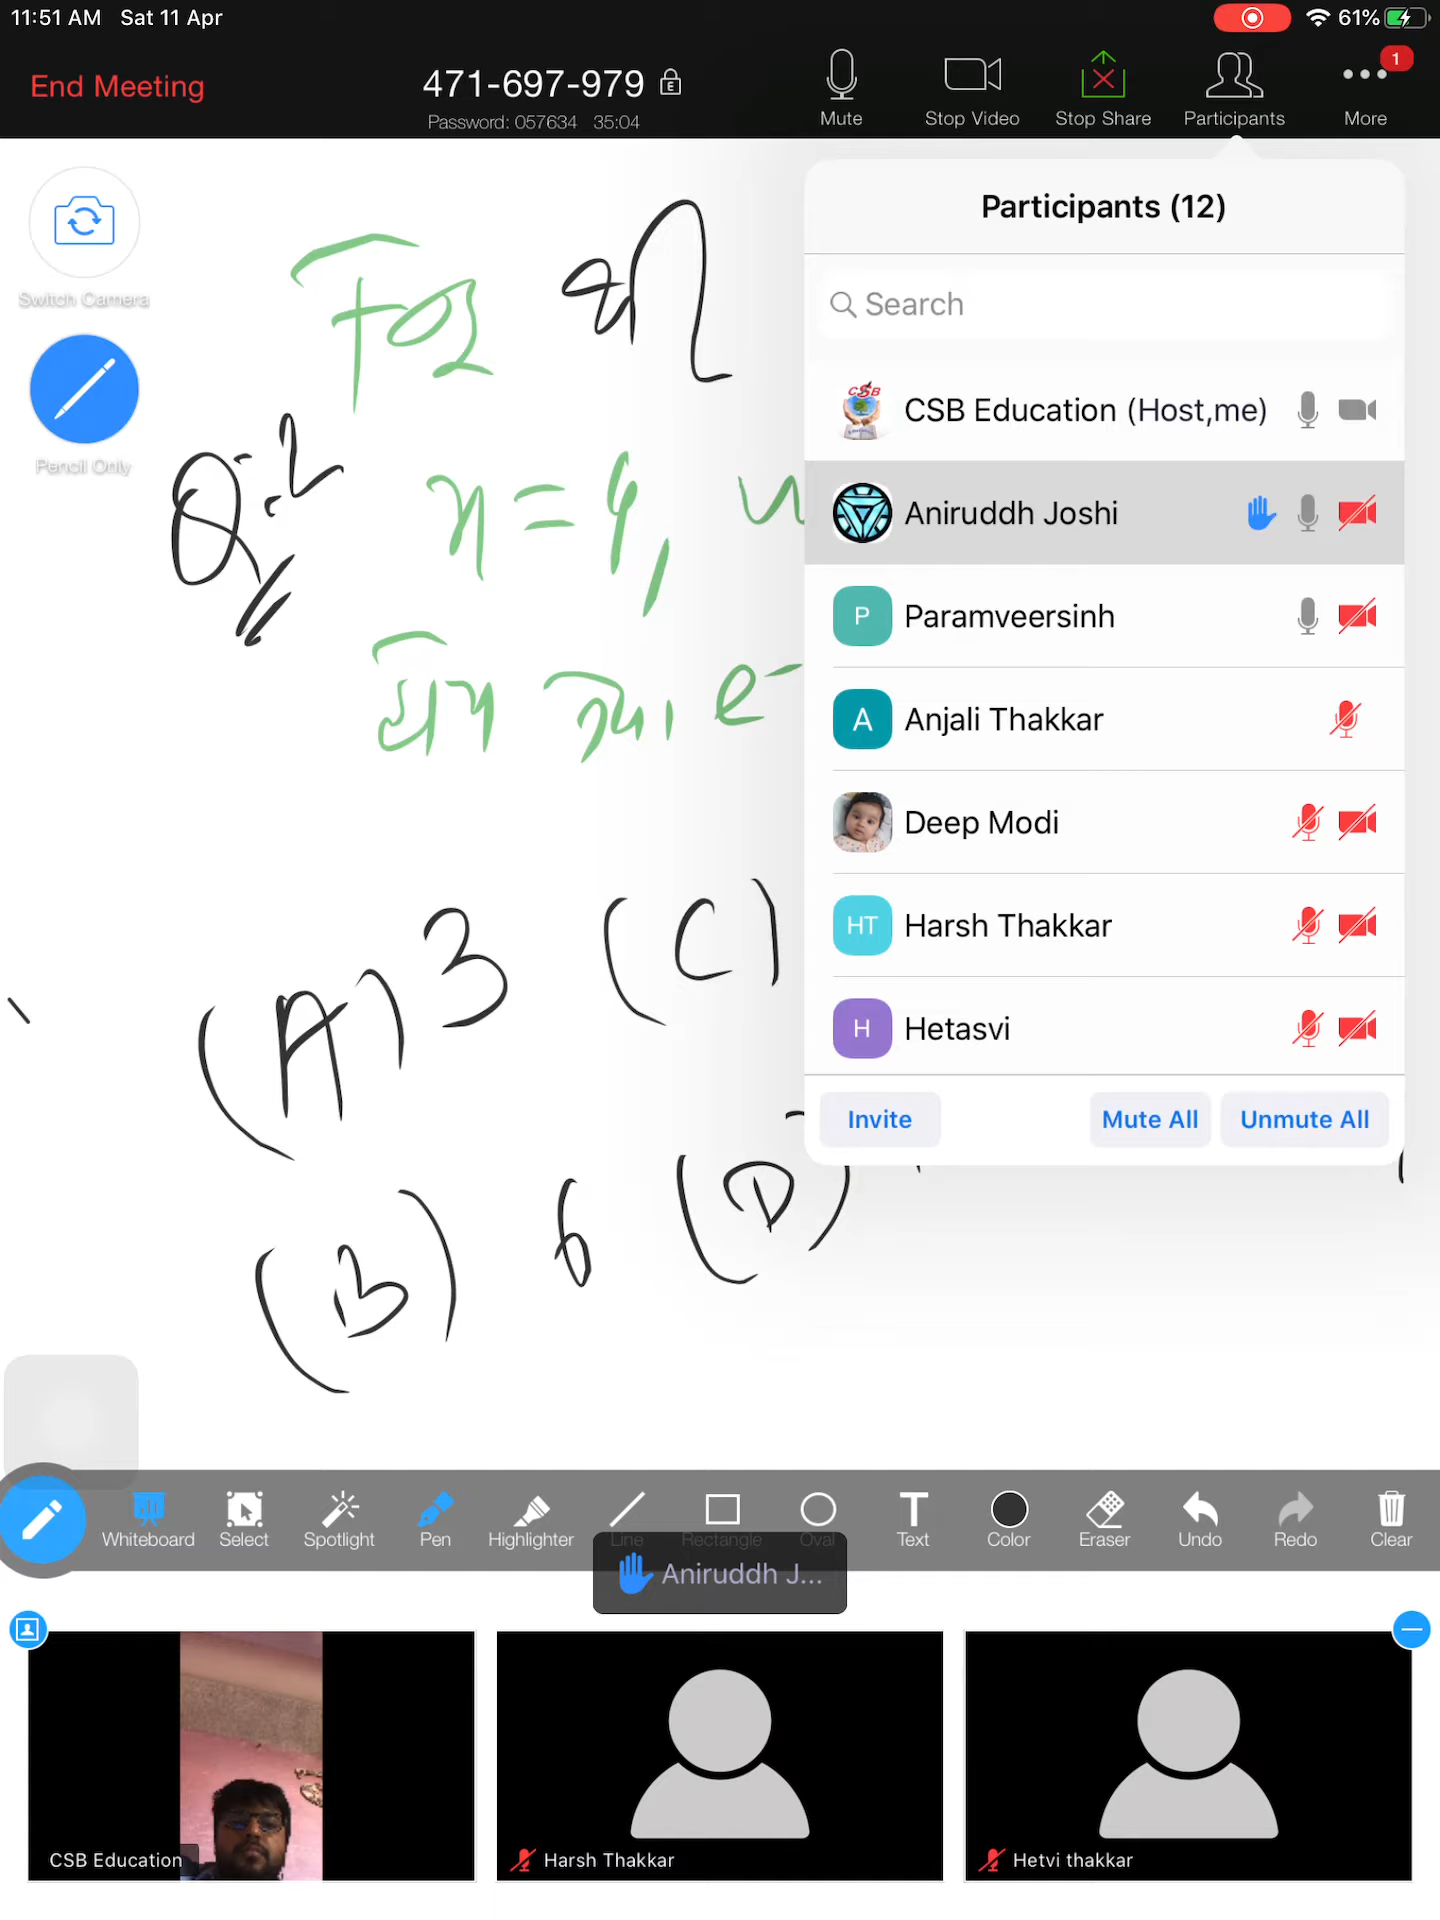 11:51 AM Sat 11 Apr 61%
End Meeting
471-697-979
Password: 057634 35:04
Mute
Stop Video
Stop Share
Participants
1
More
Switch Camera
Pencil Only
Q.2
n = 4,
e-
(A) 3 (C)
(B) 6 (D)
Participants (12)
Search
CSB Education (Host,me)
Aniruddh Joshi
P Paramveersinh
A Anjali Thakkar
Deep Modi
HT Harsh Thakkar
H Hetasvi
Invite Mute All Unmute All
Whiteboard Select Spotlight Pen Highlighter Line Rectangle Oval Text Color Eraser Undo Redo Clear
Aniruddh J...
CSB Education
Harsh Thakkar
Hetvi thakkar